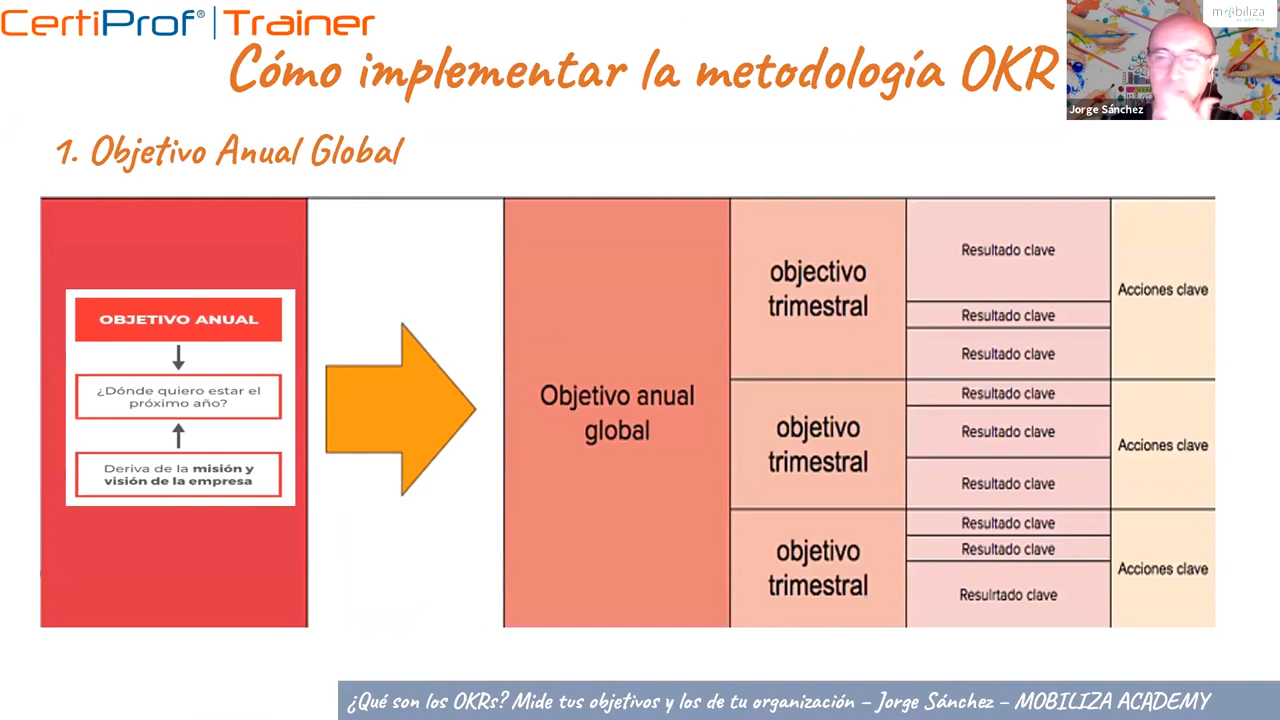 CertiProf® | Trainer
mobiliza
academy
Cómo implementar la metodología OKR
Jorge Sánchez
1. Objetivo Anual Global
OBJETIVO ANUAL
¿Dónde quiero estar el
próximo año?
Deriva de la misión y
visión de la empresa
Objetivo anual
global
objectivo
trimestral
Resultado clave
Resultado clave
Resultado clave
Acciones clave
objetivo
trimestral
Resultado clave
Resultado clave
Resultado clave
Acciones clave
objetivo
trimestral
Resultado clave
Resultado clave
Resulrtado clave
Acciones clave
¿Qué son los OKRs? Mide tus objetivos y los de tu organización – Jorge Sánchez – MOBILIZA ACADEMY